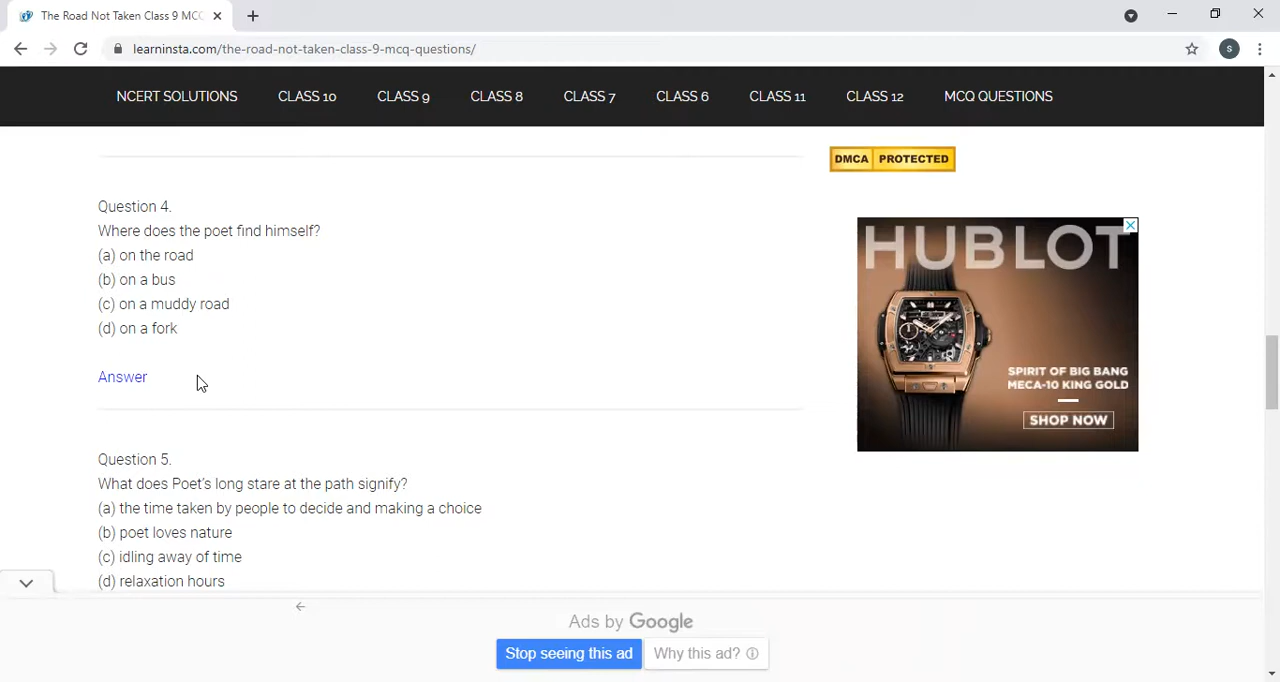 The Road Not Taken Class 9 MCQ
learninsta.com/the-road-not-taken-class-9-mcq-questions/
s
NCERT SOLUTIONS CLASS 10 CLASS 9 CLASS 8 CLASS 7 CLASS 6 CLASS 11 CLASS 12 MCQ QUESTIONS
DMCA PROTECTED
Question 4.
Where does the poet find himself?
(a) on the road
(b) on a bus
(c) on a muddy road
(d) on a fork
Answer
HUBLOT
SPIRIT OF BIG BANG
MECA-10 KING GOLD
SHOP NOW
Question 5.
What does Poet's long stare at the path signify?
(a) the time taken by people to decide and making a choice
(b) poet loves nature
(c) idling away of time
(d) relaxation hours
Ads by Google
Stop seeing this ad Why this ad?